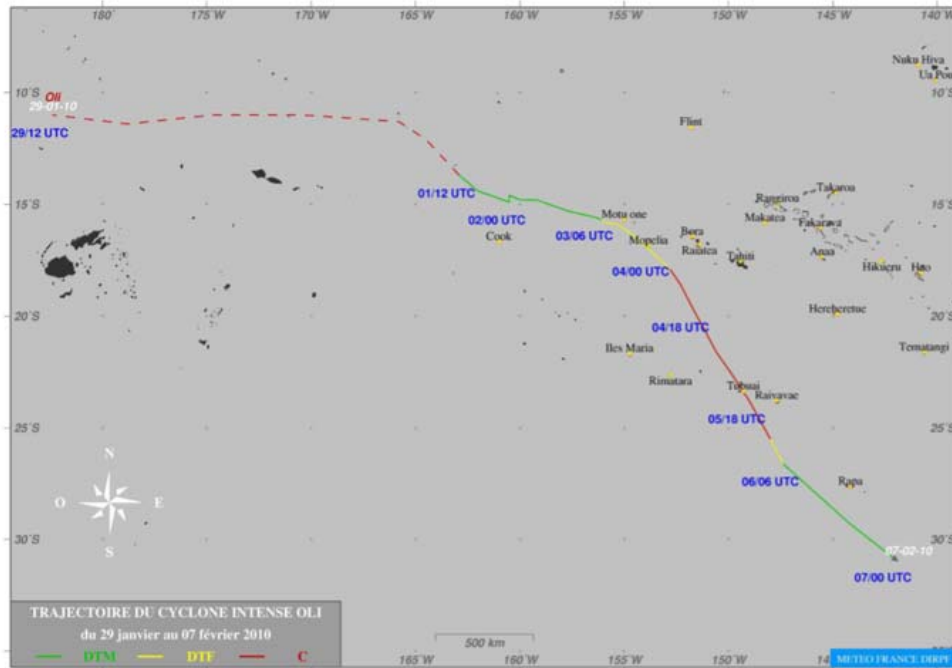 180°W 175°W 170°W 165°W 160°W 155°W 150°W 145°W 140°W
Nuku Hiva
Ua Pou
10°S
Oli
29-01-10
29/12 UTC
Flint
01/12 UTC
Takaroa
Rangiroa
15°S
02/00 UTC
Motu one
Makatea
Fakarava
Cook
03/06 UTC
Mopelia
Bora
Raiatea
Tahiti
Anaa
Hikueru
Hao
04/00 UTC
Hereheretue
20°S
04/18 UTC
Iles Maria
Tematangi
Rimatara
Tubuai
Raivavae
05/18 UTC
25°S
N
06/06 UTC
Rapa
O E
S
30°S
07-02-10
07/00 UTC
TRAJECTOIRE DU CYCLONE INTENSE OLI
du 29 janvier au 07 février 2010
DTM DTF C
500 km
165°W 160°W 155°W 150°W
METEO FRANCE DIRPF